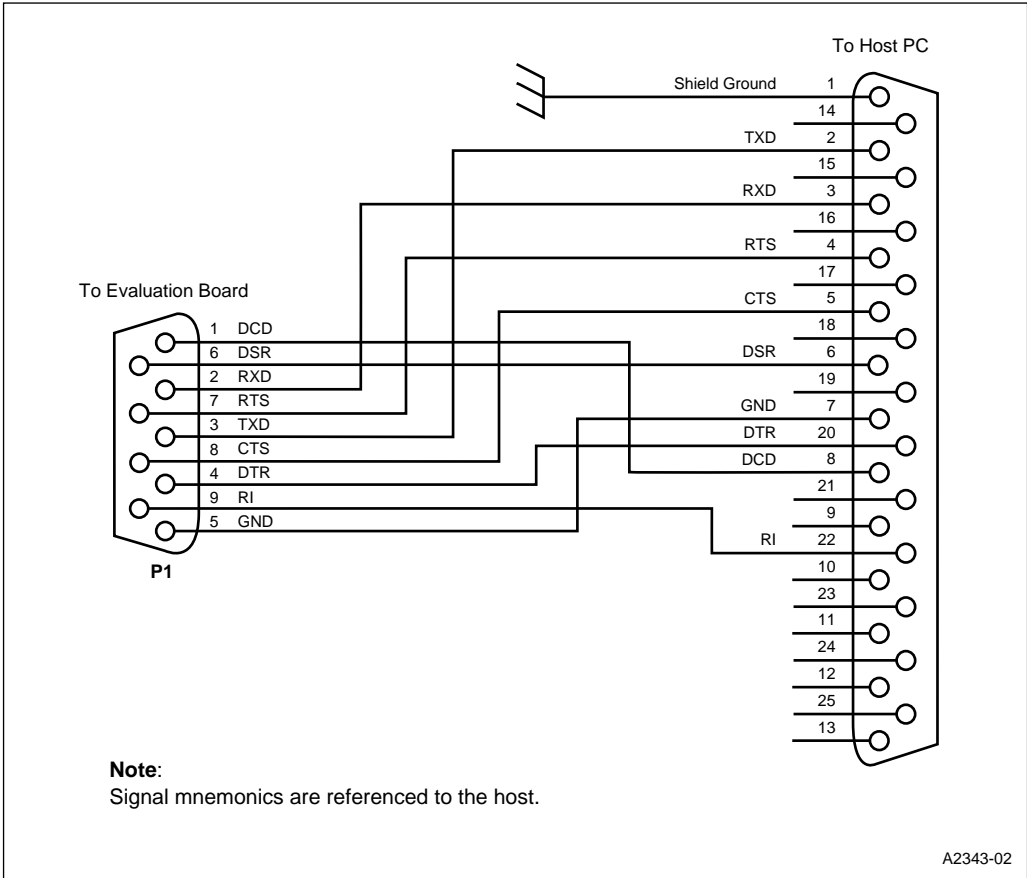 To Host PC
Shield Ground 1
14
TXD 2
15
RXD 3
16
RTS 4
17
CTS 5
18
DSR 6
19
GND 7
DTR 20
DCD 8
21
9
RI 22
10
23
11
24
12
25
13
To Evaluation Board
1 DCD
6 DSR
2 RXD
7 RTS
3 TXD
8 CTS
4 DTR
9 RI
5 GND
P1
Note:
Signal mnemonics are referenced to the host.
A2343-02